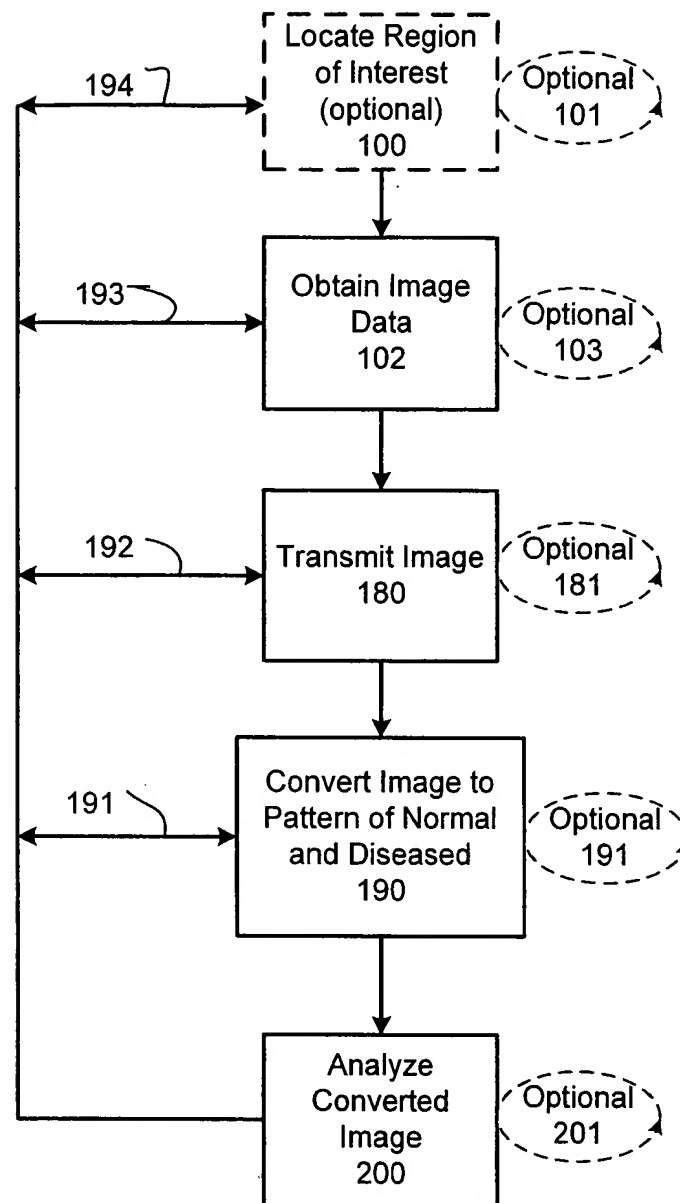 Locate Region
of Interest
(optional)
100
Optional
101
194
Obtain Image
Data
102
Optional
103
193
Transmit Image
180
Optional
181
192
Convert Image to
Pattern of Normal
and Diseased
190
Optional
191
191
Analyze
Converted
Image
200
Optional
201